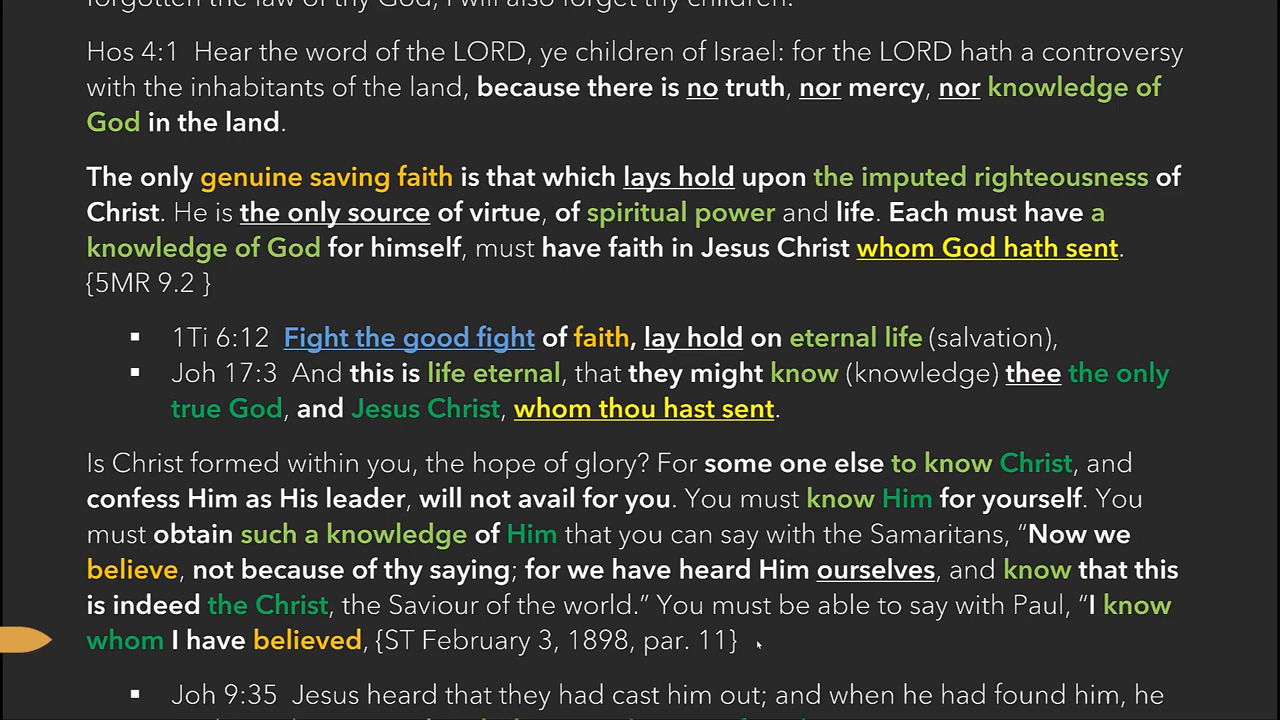 forgotten the law of thy God, I will also forget thy children.
Hos 4:1 Hear the word of the LORD, ye children of Israel: for the LORD hath a controversy
with the inhabitants of the land, because there is no truth, nor mercy, nor knowledge of
God in the land.
The only genuine saving faith is that which lays hold upon the imputed righteousness of
Christ. He is the only source of virtue, of spiritual power and life. Each must have a
knowledge of God for himself, must have faith in Jesus Christ whom God hath sent.
{5MR 9.2 }
▪ 1Ti 6:12 Fight the good fight of faith, lay hold on eternal life (salvation),
▪ Joh 17:3 And this is life eternal, that they might know (knowledge) thee the only
true God, and Jesus Christ, whom thou hast sent.
Is Christ formed within you, the hope of glory? For some one else to know Christ, and
confess Him as His leader, will not avail for you. You must know Him for yourself. You
must obtain such a knowledge of Him that you can say with the Samaritans, “Now we
believe, not because of thy saying; for we have heard Him ourselves, and know that this
is indeed the Christ, the Saviour of the world.” You must be able to say with Paul, “I know
whom I have believed, {ST February 3, 1898, par. 11}
▪ Joh 9:35 Jesus heard that they had cast him out; and when he had found him, he